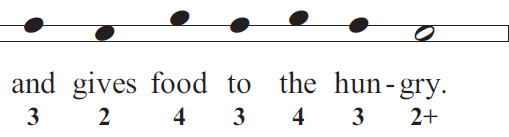 and gives food to the hun-gry.
3 2 4 3 4 3 2+